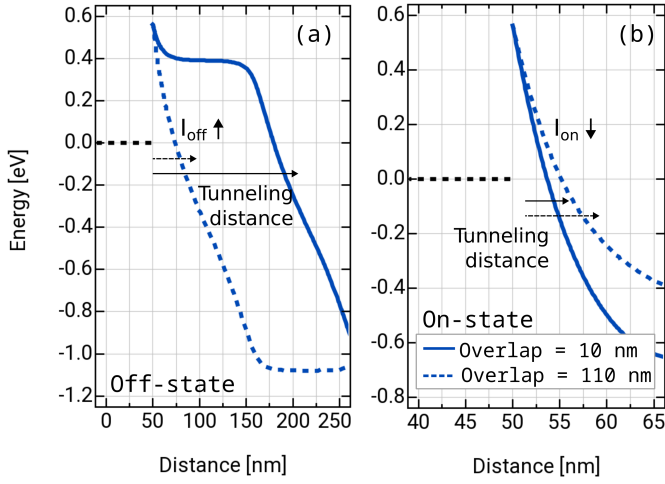 (a)
(b)
Energy [eV]
0.6
0.4
0.2
0.0
-0.2
-0.4
-0.6
-0.8
-1.0
-1.2
I off
Tunneling
distance
Off-state
0 50 100 150 200 250
Distance [nm]
0.6
0.4
0.2
0.0
-0.2
-0.4
-0.6
-0.8
I on
Tunneling
distance
On-state
Overlap = 10 nm
Overlap = 110 nm
40 45 50 55 60 65
Distance [nm]